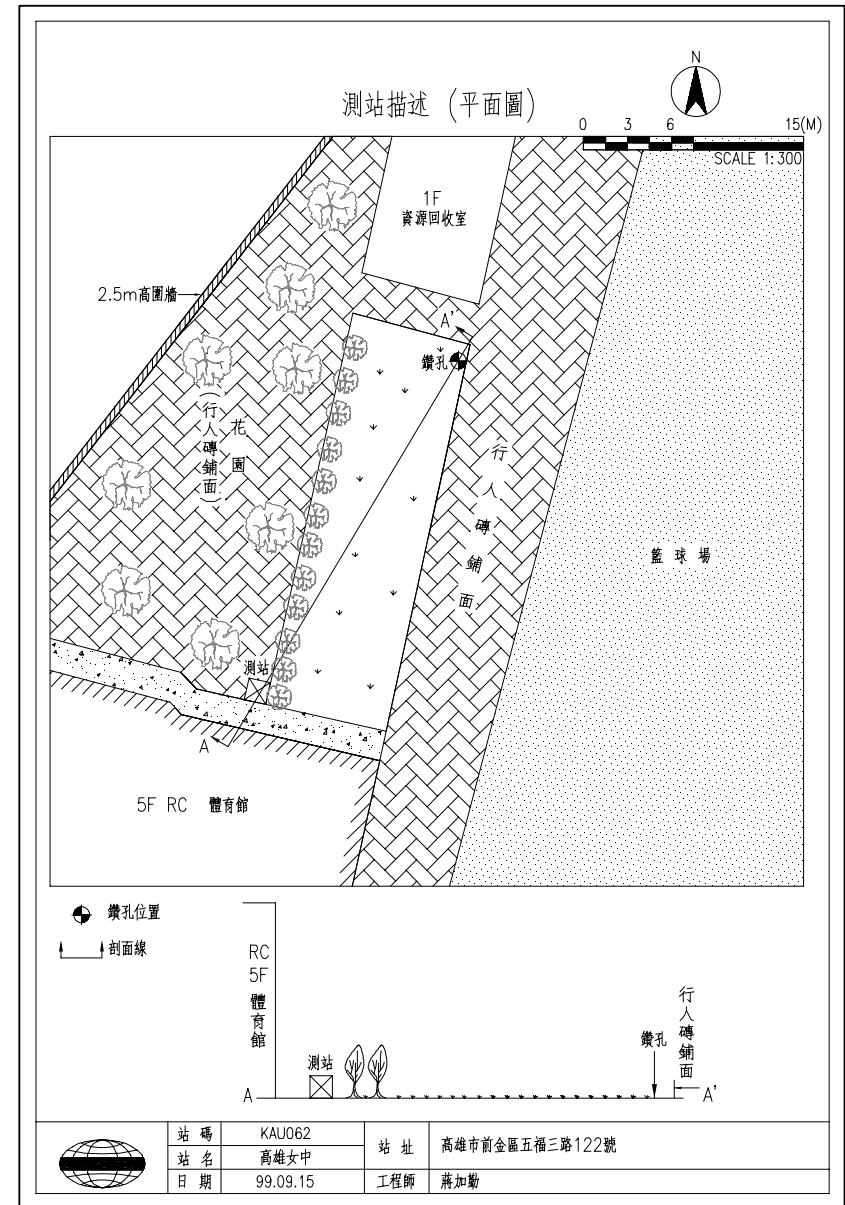 測站描述 (平面圖)
N
0 3 6 15(M)
SCALE 1:300
1F
資源回收室
2.5m高圍牆
A'
鑽孔
花園
(行人磚鋪面)
行人磚鋪面
籃球場
測站
A
5F RC 體育館
鑽孔位置
剖面線
RC
5F
體育館
測站
鑽孔
行人磚鋪面
A
A'
站碼 KAU062
站名 高雄女中
日期 99.09.15
站址 高雄市前金區五福三路122號
工程師 蔣加勤